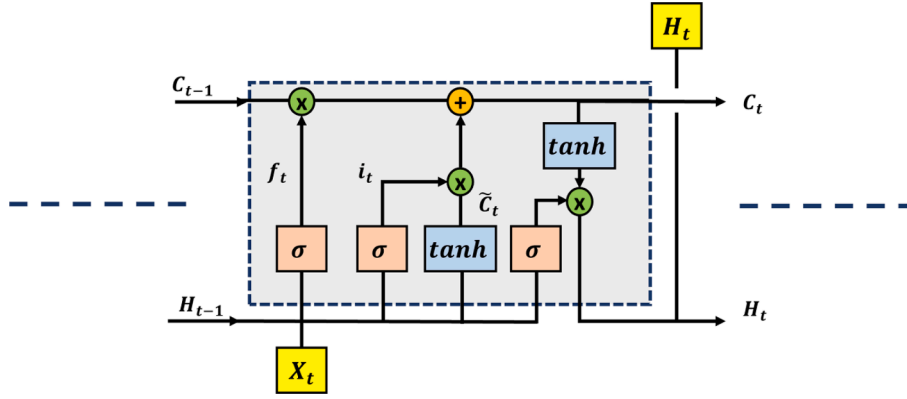 H_t
C_{t-1}
x
+
C_t
tanh
f_t
i_t
x
x
C̃_t
σ
σ
tanh
σ
H_{t-1}
H_t
X_t